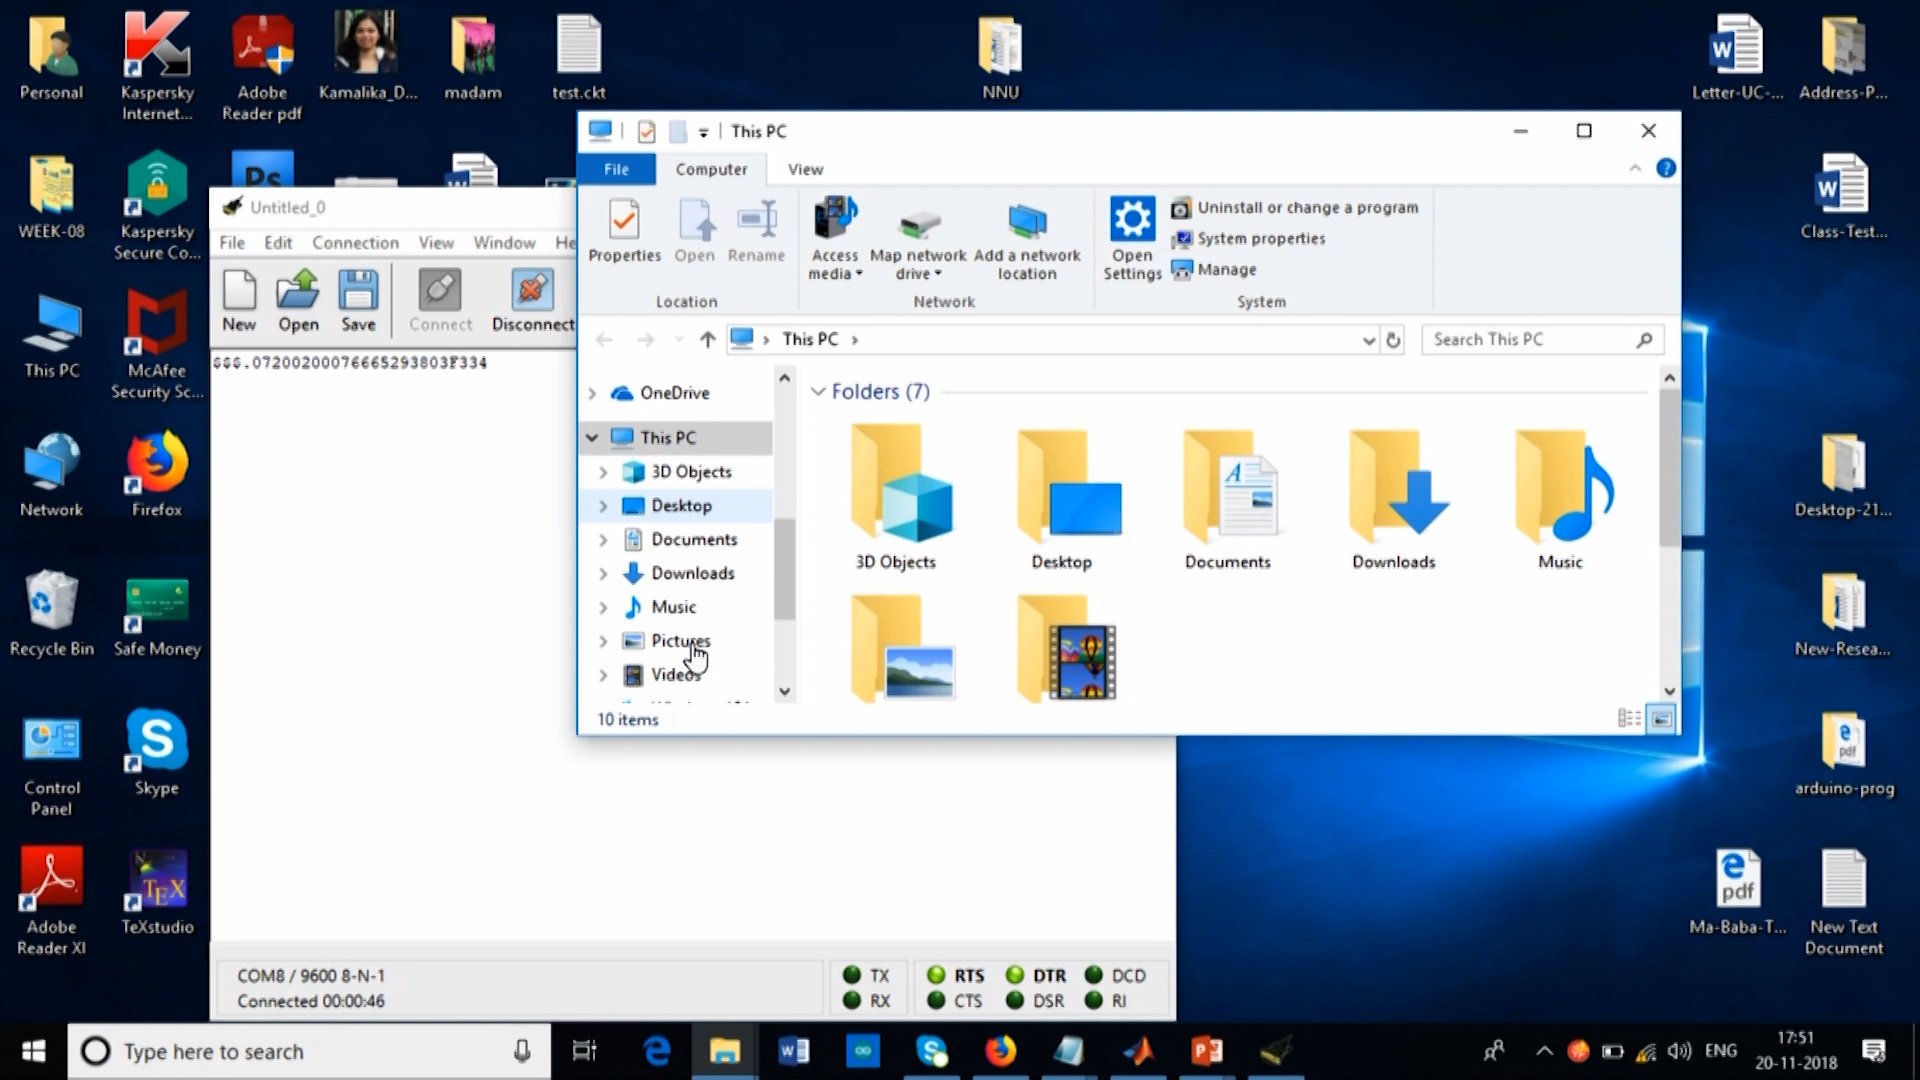 Personal
Kaspersky
Internet...
Adobe
Reader pdf
Kamalika_D...
madam
test.ckt
NNU
Letter-UC-...
Address-P...
WEEK-08
Kaspersky
Secure Co...
Ps
Class-Test...
This PC
McAfee
Security Sc...
Network
Firefox
Desktop-21...
Recycle Bin
Safe Money
New-Resea...
Control
Panel
Skype
arduino-prog
Adobe
Reader XI
TeXstudio
Ma-Baba-T...
New Text
Document
Untitled_0
File Edit Connection View Window He
New Open Save Connect Disconnect
$$$.07200200076665293803F334
COM8 / 9600 8-N-1
Connected 00:00:46
TX RTS DTR DCD
RX CTS DSR RI
This PC
File Computer View
Properties Open Rename
Access
media
Map network
drive
Add a network
location
Open
Settings
Uninstall or change a program
System properties
Manage
Location Network System
This PC
Search This PC
OneDrive
This PC
3D Objects
Desktop
Documents
Downloads
Music
Pictures
Videos
Folders (7)
3D Objects Desktop Documents Downloads Music
10 items
Type here to search
ENG
17:51
20-11-2018